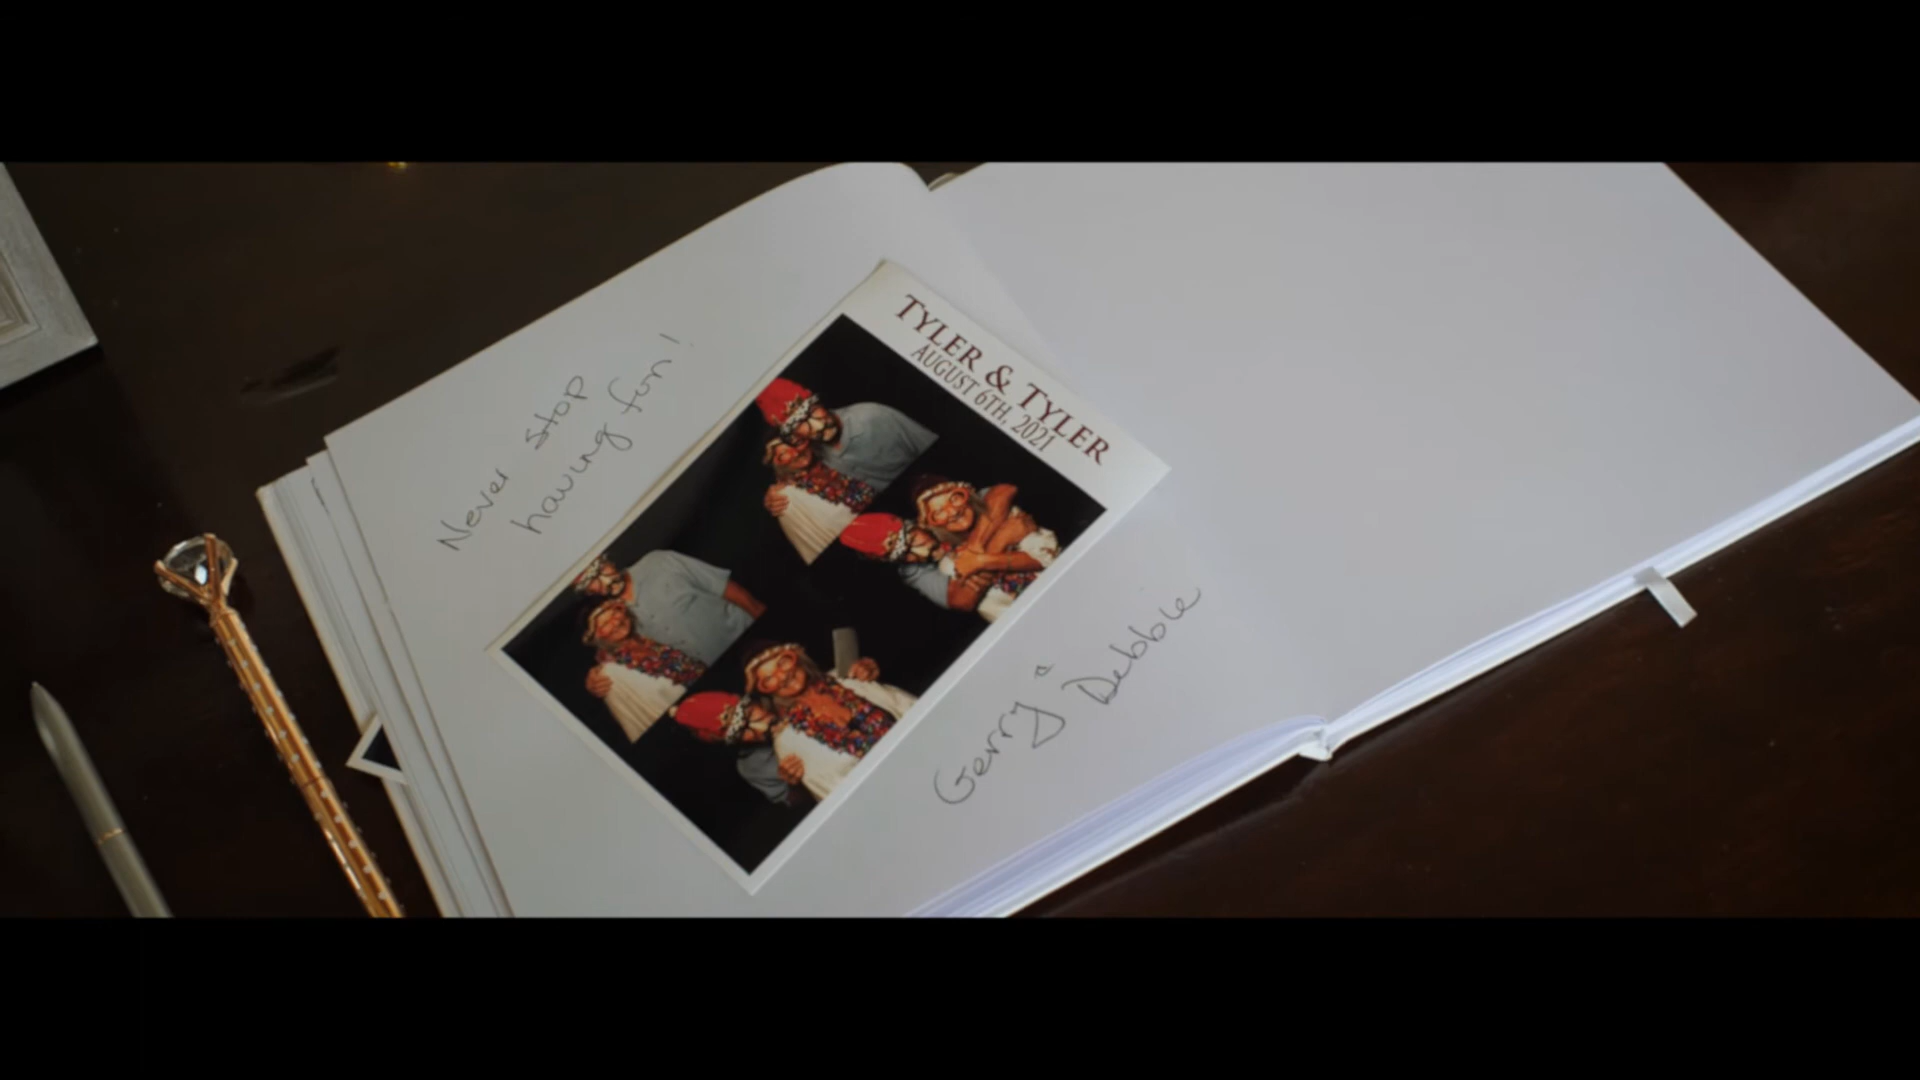 Never stop
having fun!
TYLER & TYLER
AUGUST 6TH, 2021
Gerry &
Debbie